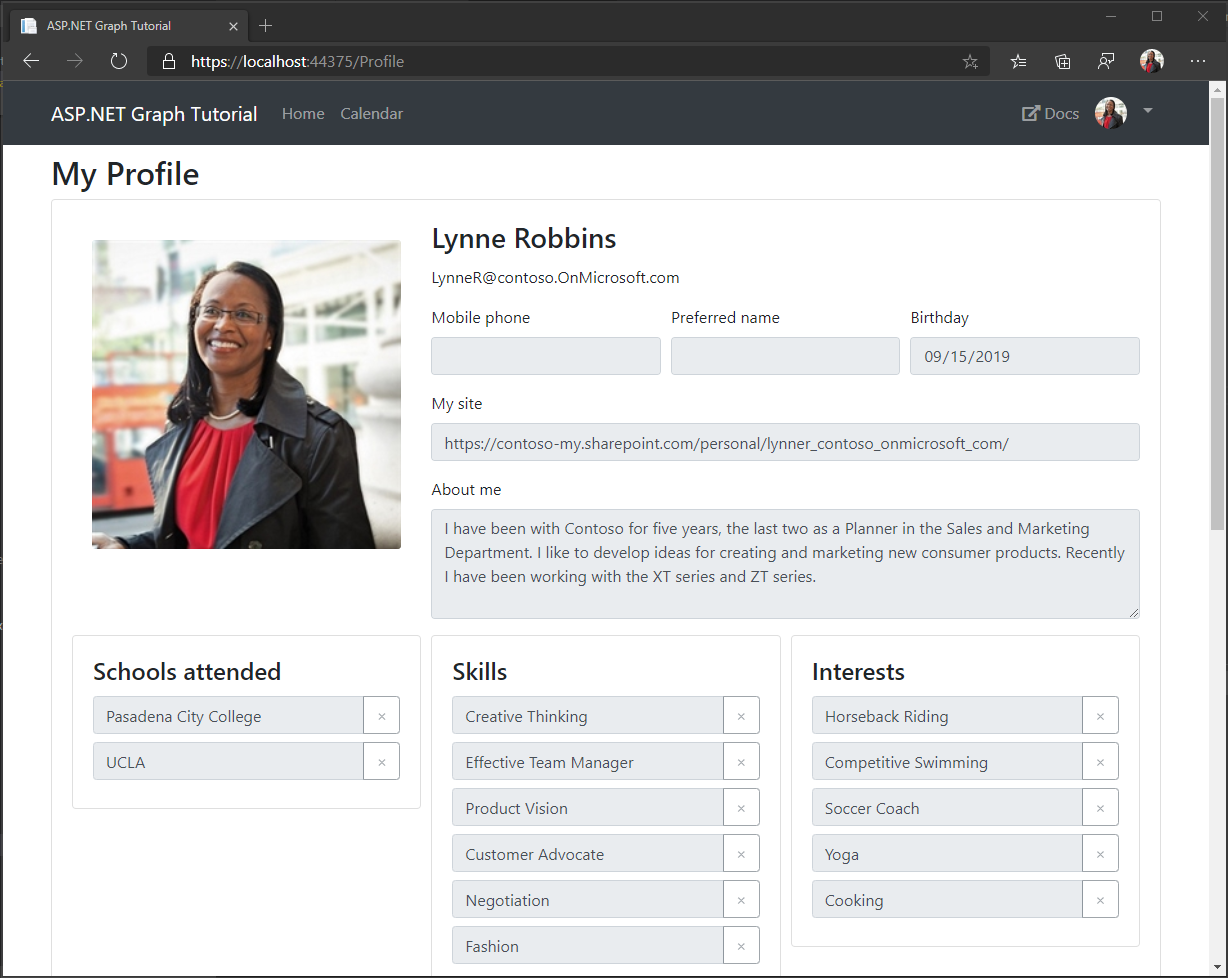 ASP.NET Graph Tutorial
https://localhost:44375/Profile
ASP.NET Graph Tutorial Home Calendar Docs
My Profile
Lynne Robbins
LynneR@contoso.OnMicrosoft.com
Mobile phone Preferred name Birthday
09/15/2019
My site
https://contoso-my.sharepoint.com/personal/lynner_contoso_onmicrosoft_com/
About me
I have been with Contoso for five years, the last two as a Planner in the Sales and Marketing
Department. I like to develop ideas for creating and marketing new consumer products. Recently
I have been working with the XT series and ZT series.
Schools attended
Pasadena City College
UCLA
Skills
Creative Thinking
Effective Team Manager
Product Vision
Customer Advocate
Negotiation
Fashion
Interests
Horseback Riding
Competitive Swimming
Soccer Coach
Yoga
Cooking